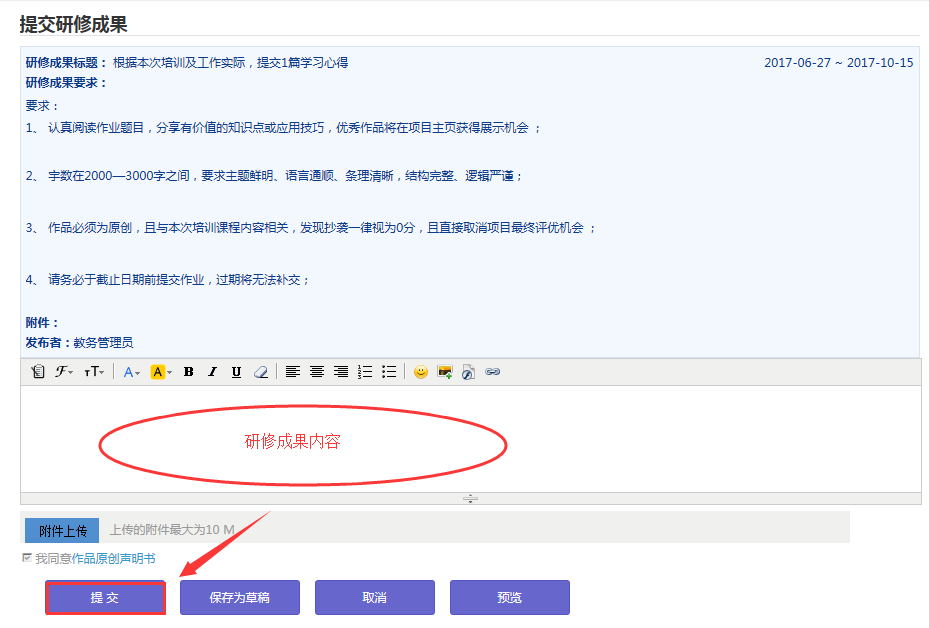 提交研修成果
研修成果标题： 根据本次培训及工作实际，提交1篇学习心得 2017-06-27 ~ 2017-10-15
研修成果要求：
要求：
1、 认真阅读作业题目，分享有价值的知识点或应用技巧，优秀作品将在项目主页获得展示机会 ；
2、 字数在2000—3000字之间，要求主题鲜明、语言通顺、条理清晰，结构完整、逻辑严谨；
3、 作品必须为原创，且与本次培训课程内容相关，发现抄袭一律视为0分，且直接取消项目最终评优机会 ；
4、 请务必于截止日期前提交作业，过期将无法补交；
附件：
发布者：教务管理员
研修成果内容
附件上传 上传的附件最大为10 M
我同意作品原创声明书
提 交 保存为草稿 取消 预览